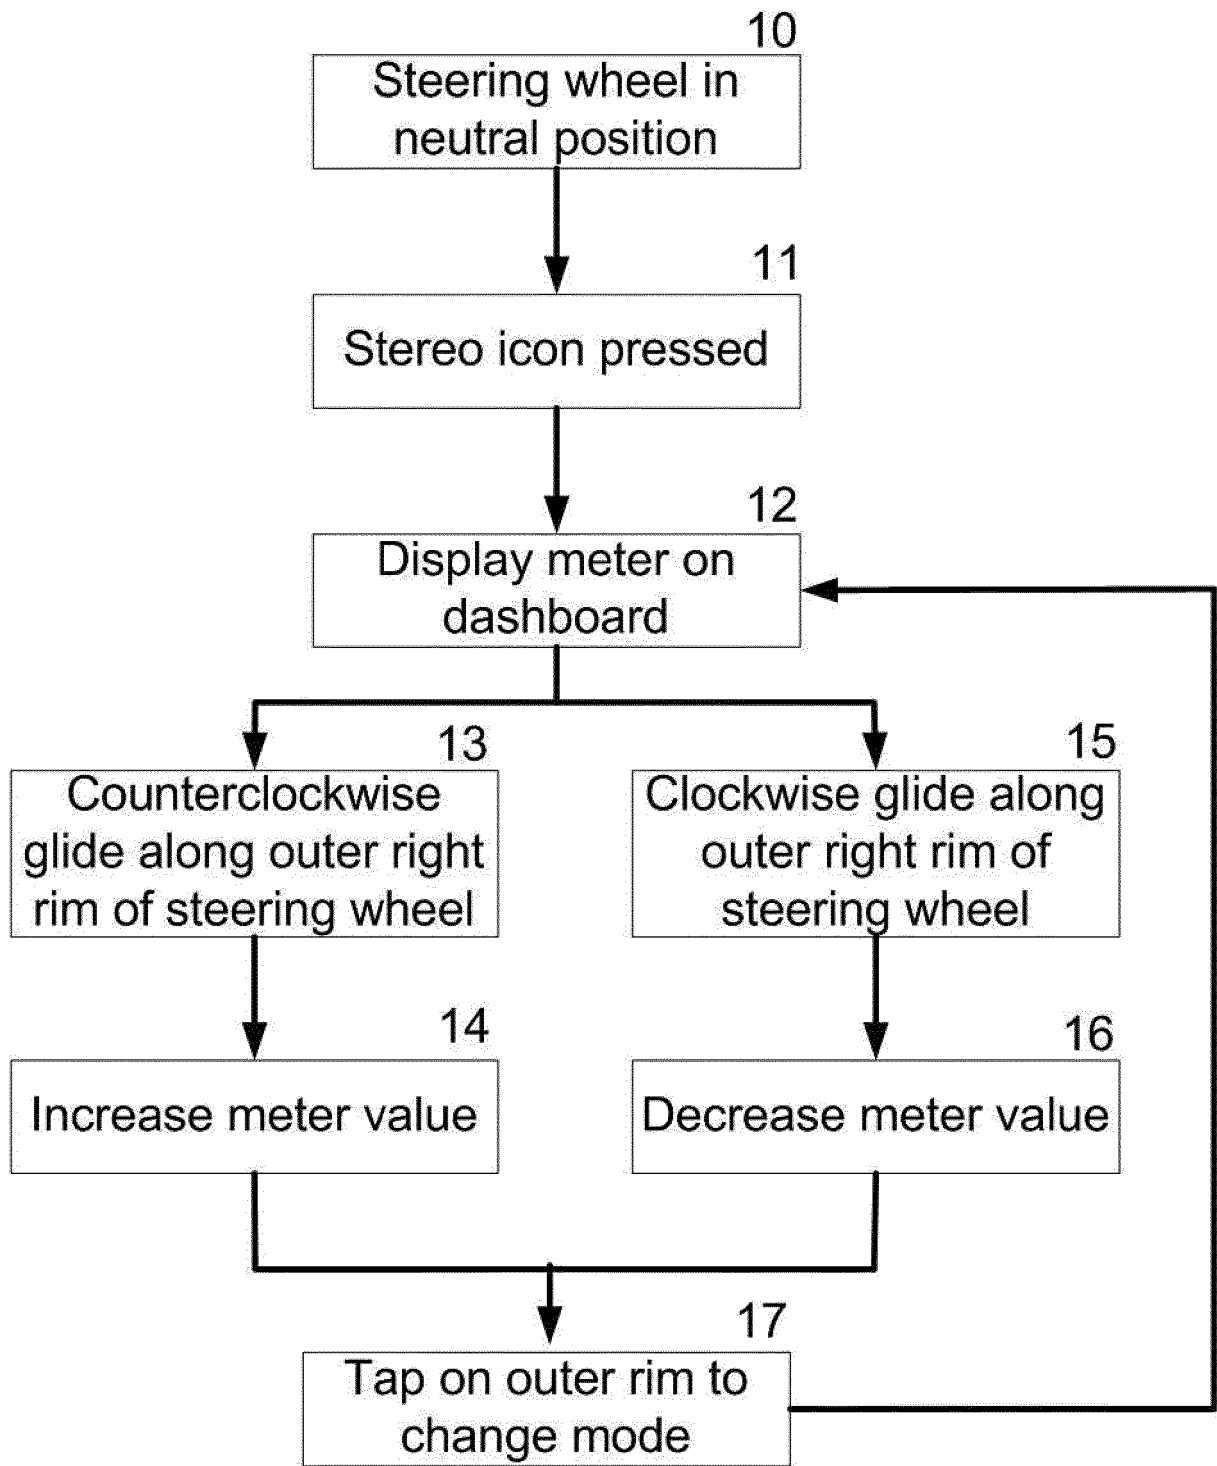 10
Steering wheel in
neutral position
11
Stereo icon pressed
12
Display meter on
dashboard
13
Counterclockwise
glide along outer right
rim of steering wheel
15
Clockwise glide along
outer right rim of
steering wheel
14
Increase meter value
16
Decrease meter value
17
Tap on outer rim to
change mode